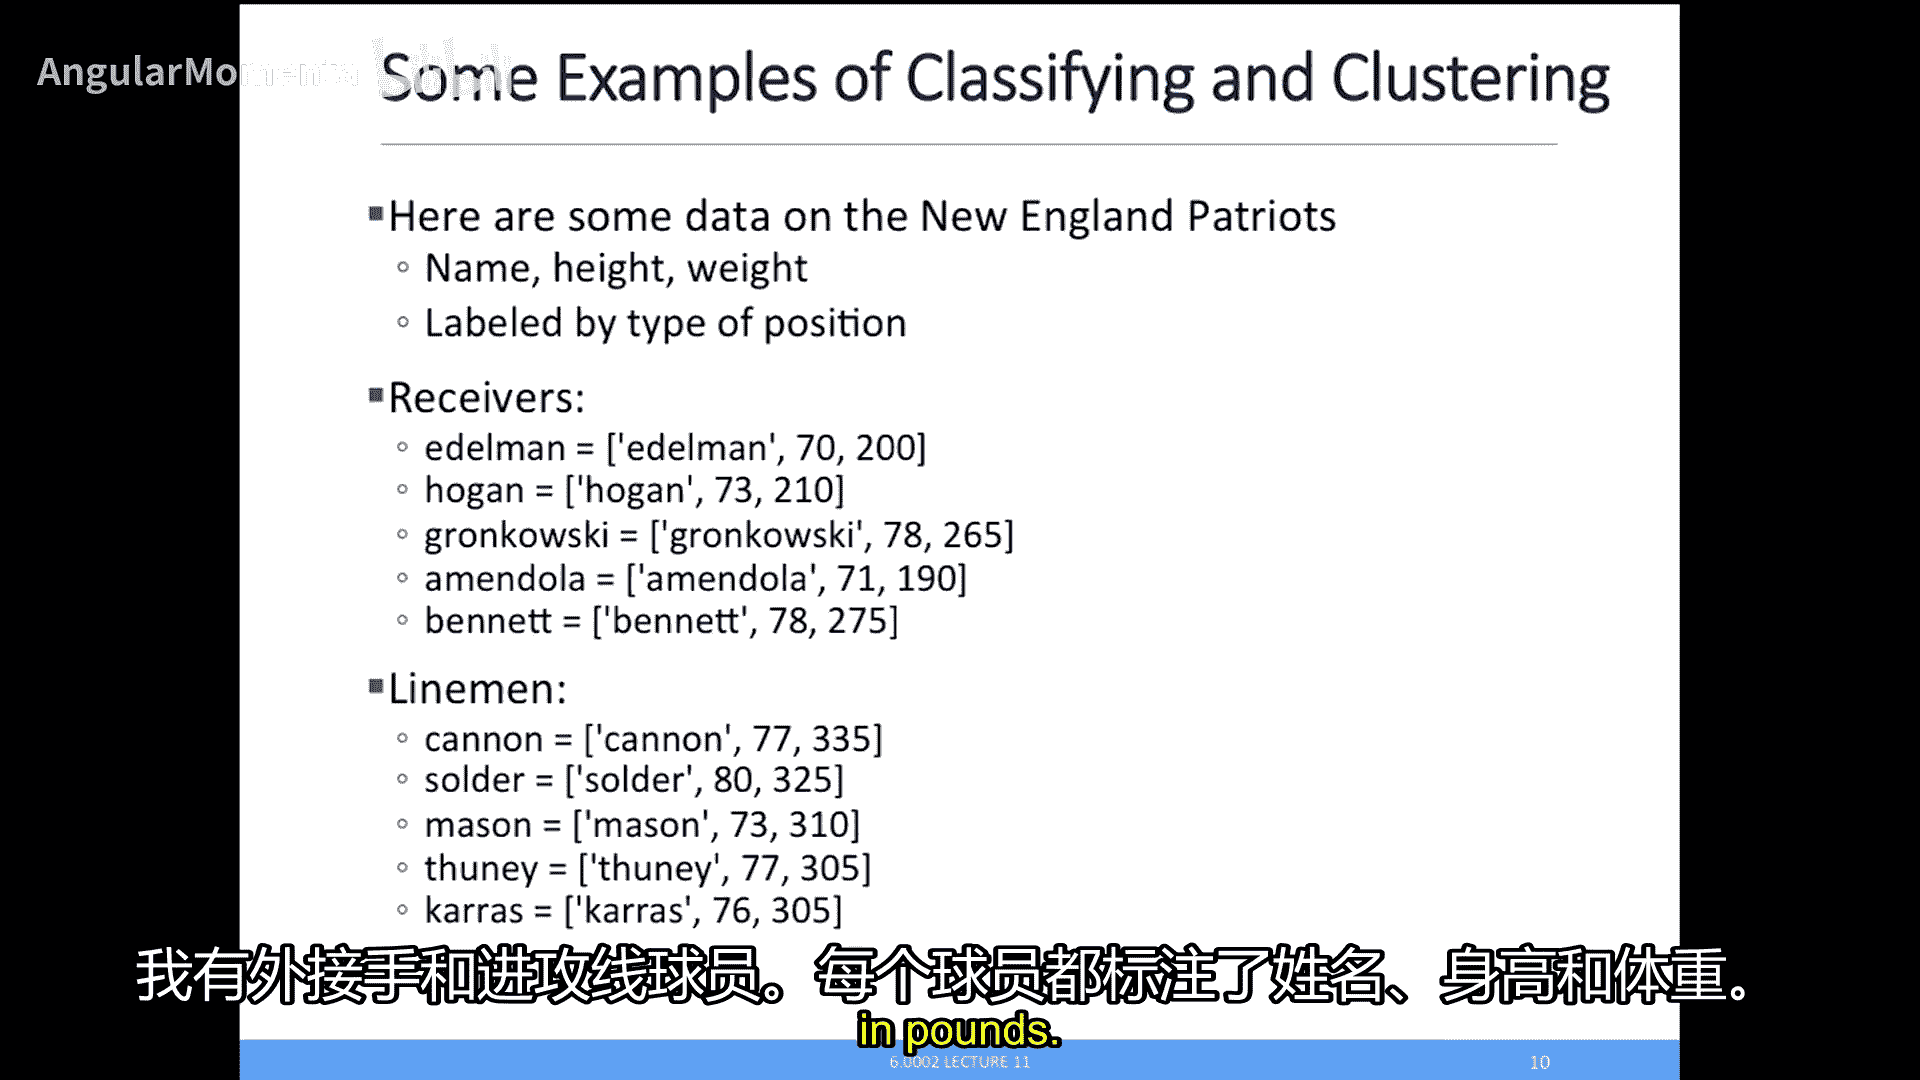 AngularMomenta
Some Examples of Classifying and Clustering
▪Here are some data on the New England Patriots
◦ Name, height, weight
◦ Labeled by type of position
▪Receivers:
◦ edelman = ['edelman', 70, 200]
◦ hogan = ['hogan', 73, 210]
◦ gronkowski = ['gronkowski', 78, 265]
◦ amendola = ['amendola', 71, 190]
◦ bennett = ['bennett', 78, 275]
▪Linemen:
◦ cannon = ['cannon', 77, 335]
◦ solder = ['solder', 80, 325]
◦ mason = ['mason', 73, 310]
◦ thuney = ['thuney', 77, 305]
◦ karras = ['karras', 76, 305]
我有外接手和进攻线球员。每个球员都标注了姓名、身高和体重。
in pounds.
6.0002 LECTURE 11
10